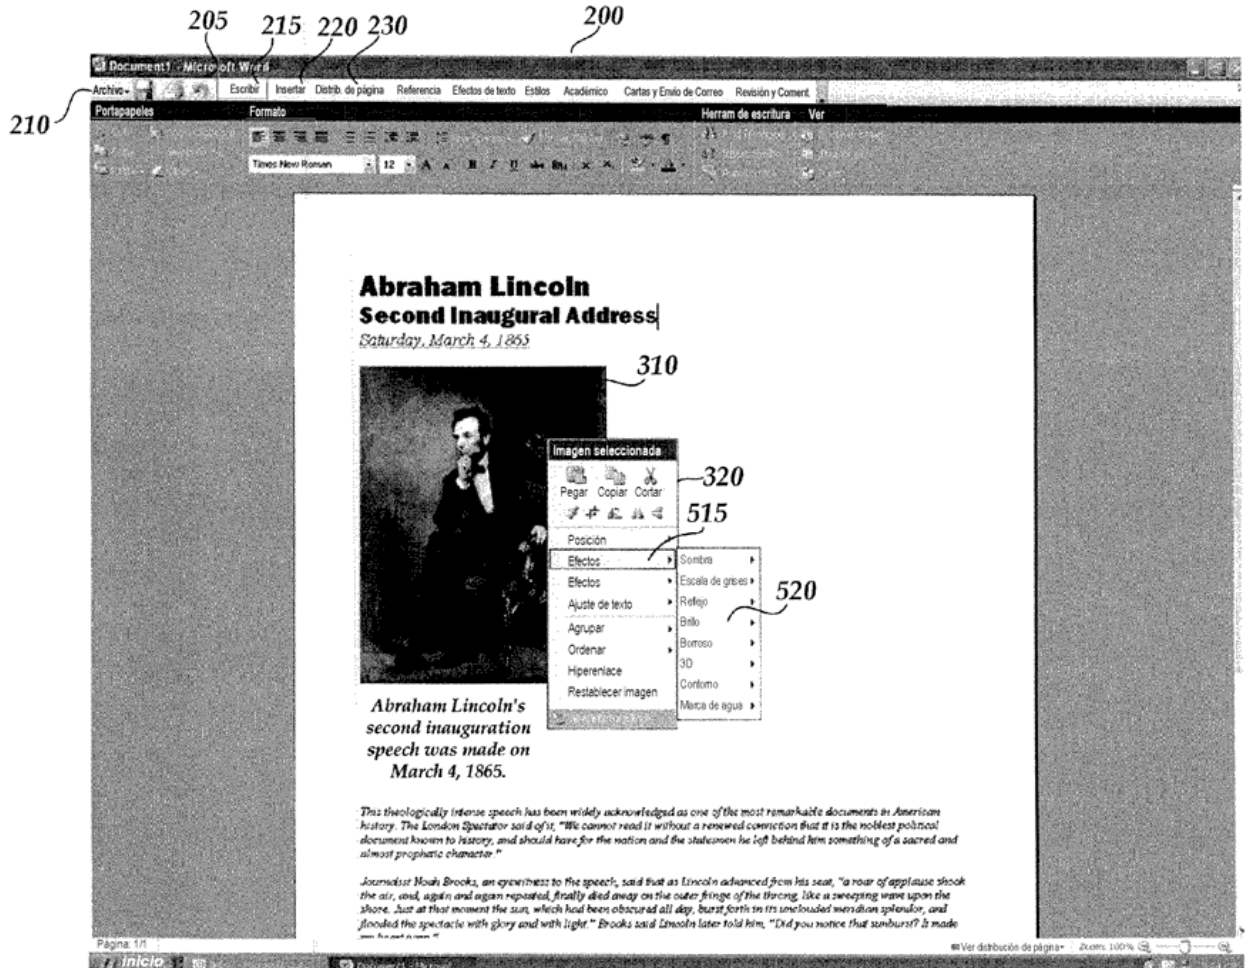 200
205 215 220 230
Document1 - Microsoft Word
Archivo Escribir Insertar Distrib. de página Referencia Efectos de texto Estilos Académico Cartas y Envio de Correo Revisión y Coment.
210
Portapapeles Formato Herram de escritura Ver
Times New Roman 12
Abraham Lincoln
Second Inaugural Address
Saturday, March 4, 1865
310
Imagen seleccionada
Pegar Copiar Cortar
320
515
Posición
Efectos
Efectos
Ajuste de texto
Agrupar
Ordenar
Hiperenlace
Restablecer imagen
Sombra
Escala de grises
Reflejo
520
Brillo
Borroso
3D
Contorno
Marca de agua
Abraham Lincoln's
second inauguration
speech was made on
March 4, 1865.
This theologically intense speech has been widely acknowledged as one of the most remarkable documents in American
history. The London Spectator said of it, "We cannot read it without a renewed conviction that it is the noblest political
document known to history, and should have for the nation and the statesmen he left behind him something of a sacred and
almost prophetic character."
Journalist Noah Brooks, an eyewitness to the speech, said that as Lincoln advanced from his seat, "a roar of applause shook
the air, and, again and again repeated, finally died away on the outer fringe of the throng, like a sweeping wave upon the
shore. Just at that moment the sun, which had been obscured all day, burst forth in its unclouded meridian splendor, and
flooded the spectacle with glory and with light." Brooks said Lincoln later told him, "Did you notice that sunburst? It made
Página: 1/1 Ver distribución de página Zoom: 100%
inicio